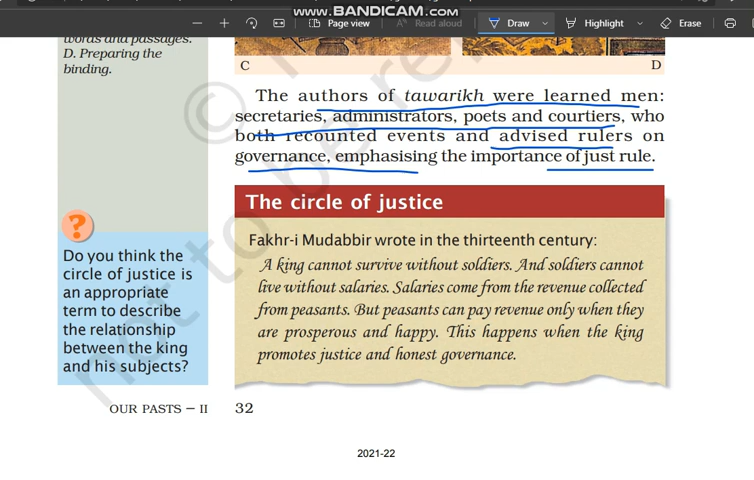 www.BANDICAM.com
Page view
Read aloud
Draw
Highlight
Erase
words and passages.
D. Preparing the
binding.
C D
The authors of tawarikh were learned men:
secretaries, administrators, poets and courtiers, who
both recounted events and advised rulers on
governance, emphasising the importance of just rule.
The circle of justice
Fakhr-i Mudabbir wrote in the thirteenth century:
A king cannot survive without soldiers. And soldiers cannot
live without salaries. Salaries come from the revenue collected
from peasants. But peasants can pay revenue only when they
are prosperous and happy. This happens when the king
promotes justice and honest governance.
?
Do you think the
circle of justice is
an appropriate
term to describe
the relationship
between the king
and his subjects?
OUR PASTS – II 32
2021-22